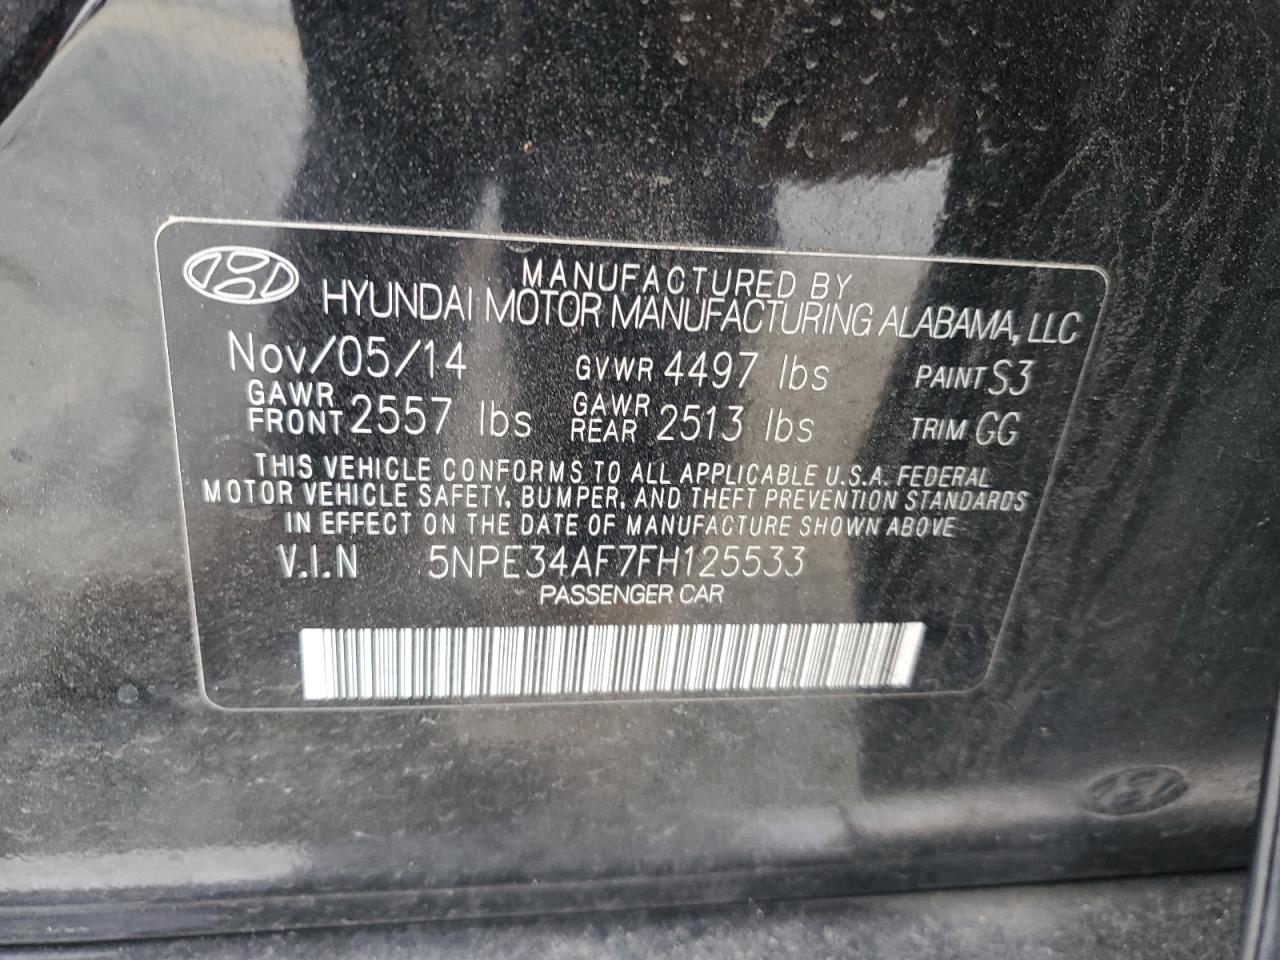 MANUFACTURED BY
HYUNDAI MOTOR MANUFACTURING ALABAMA, LLC
Nov/05/14 GVWR 4497 lbs PAINT S3
GAWR FRONT 2557 lbs GAWR REAR 2513 lbs TRIM GG
THIS VEHICLE CONFORMS TO ALL APPLICABLE U.S.A. FEDERAL
MOTOR VEHICLE SAFETY, BUMPER, AND THEFT PREVENTION STANDARDS
IN EFFECT ON THE DATE OF MANUFACTURE SHOWN ABOVE
V.I.N 5NPE34AF7FH125533
PASSENGER CAR